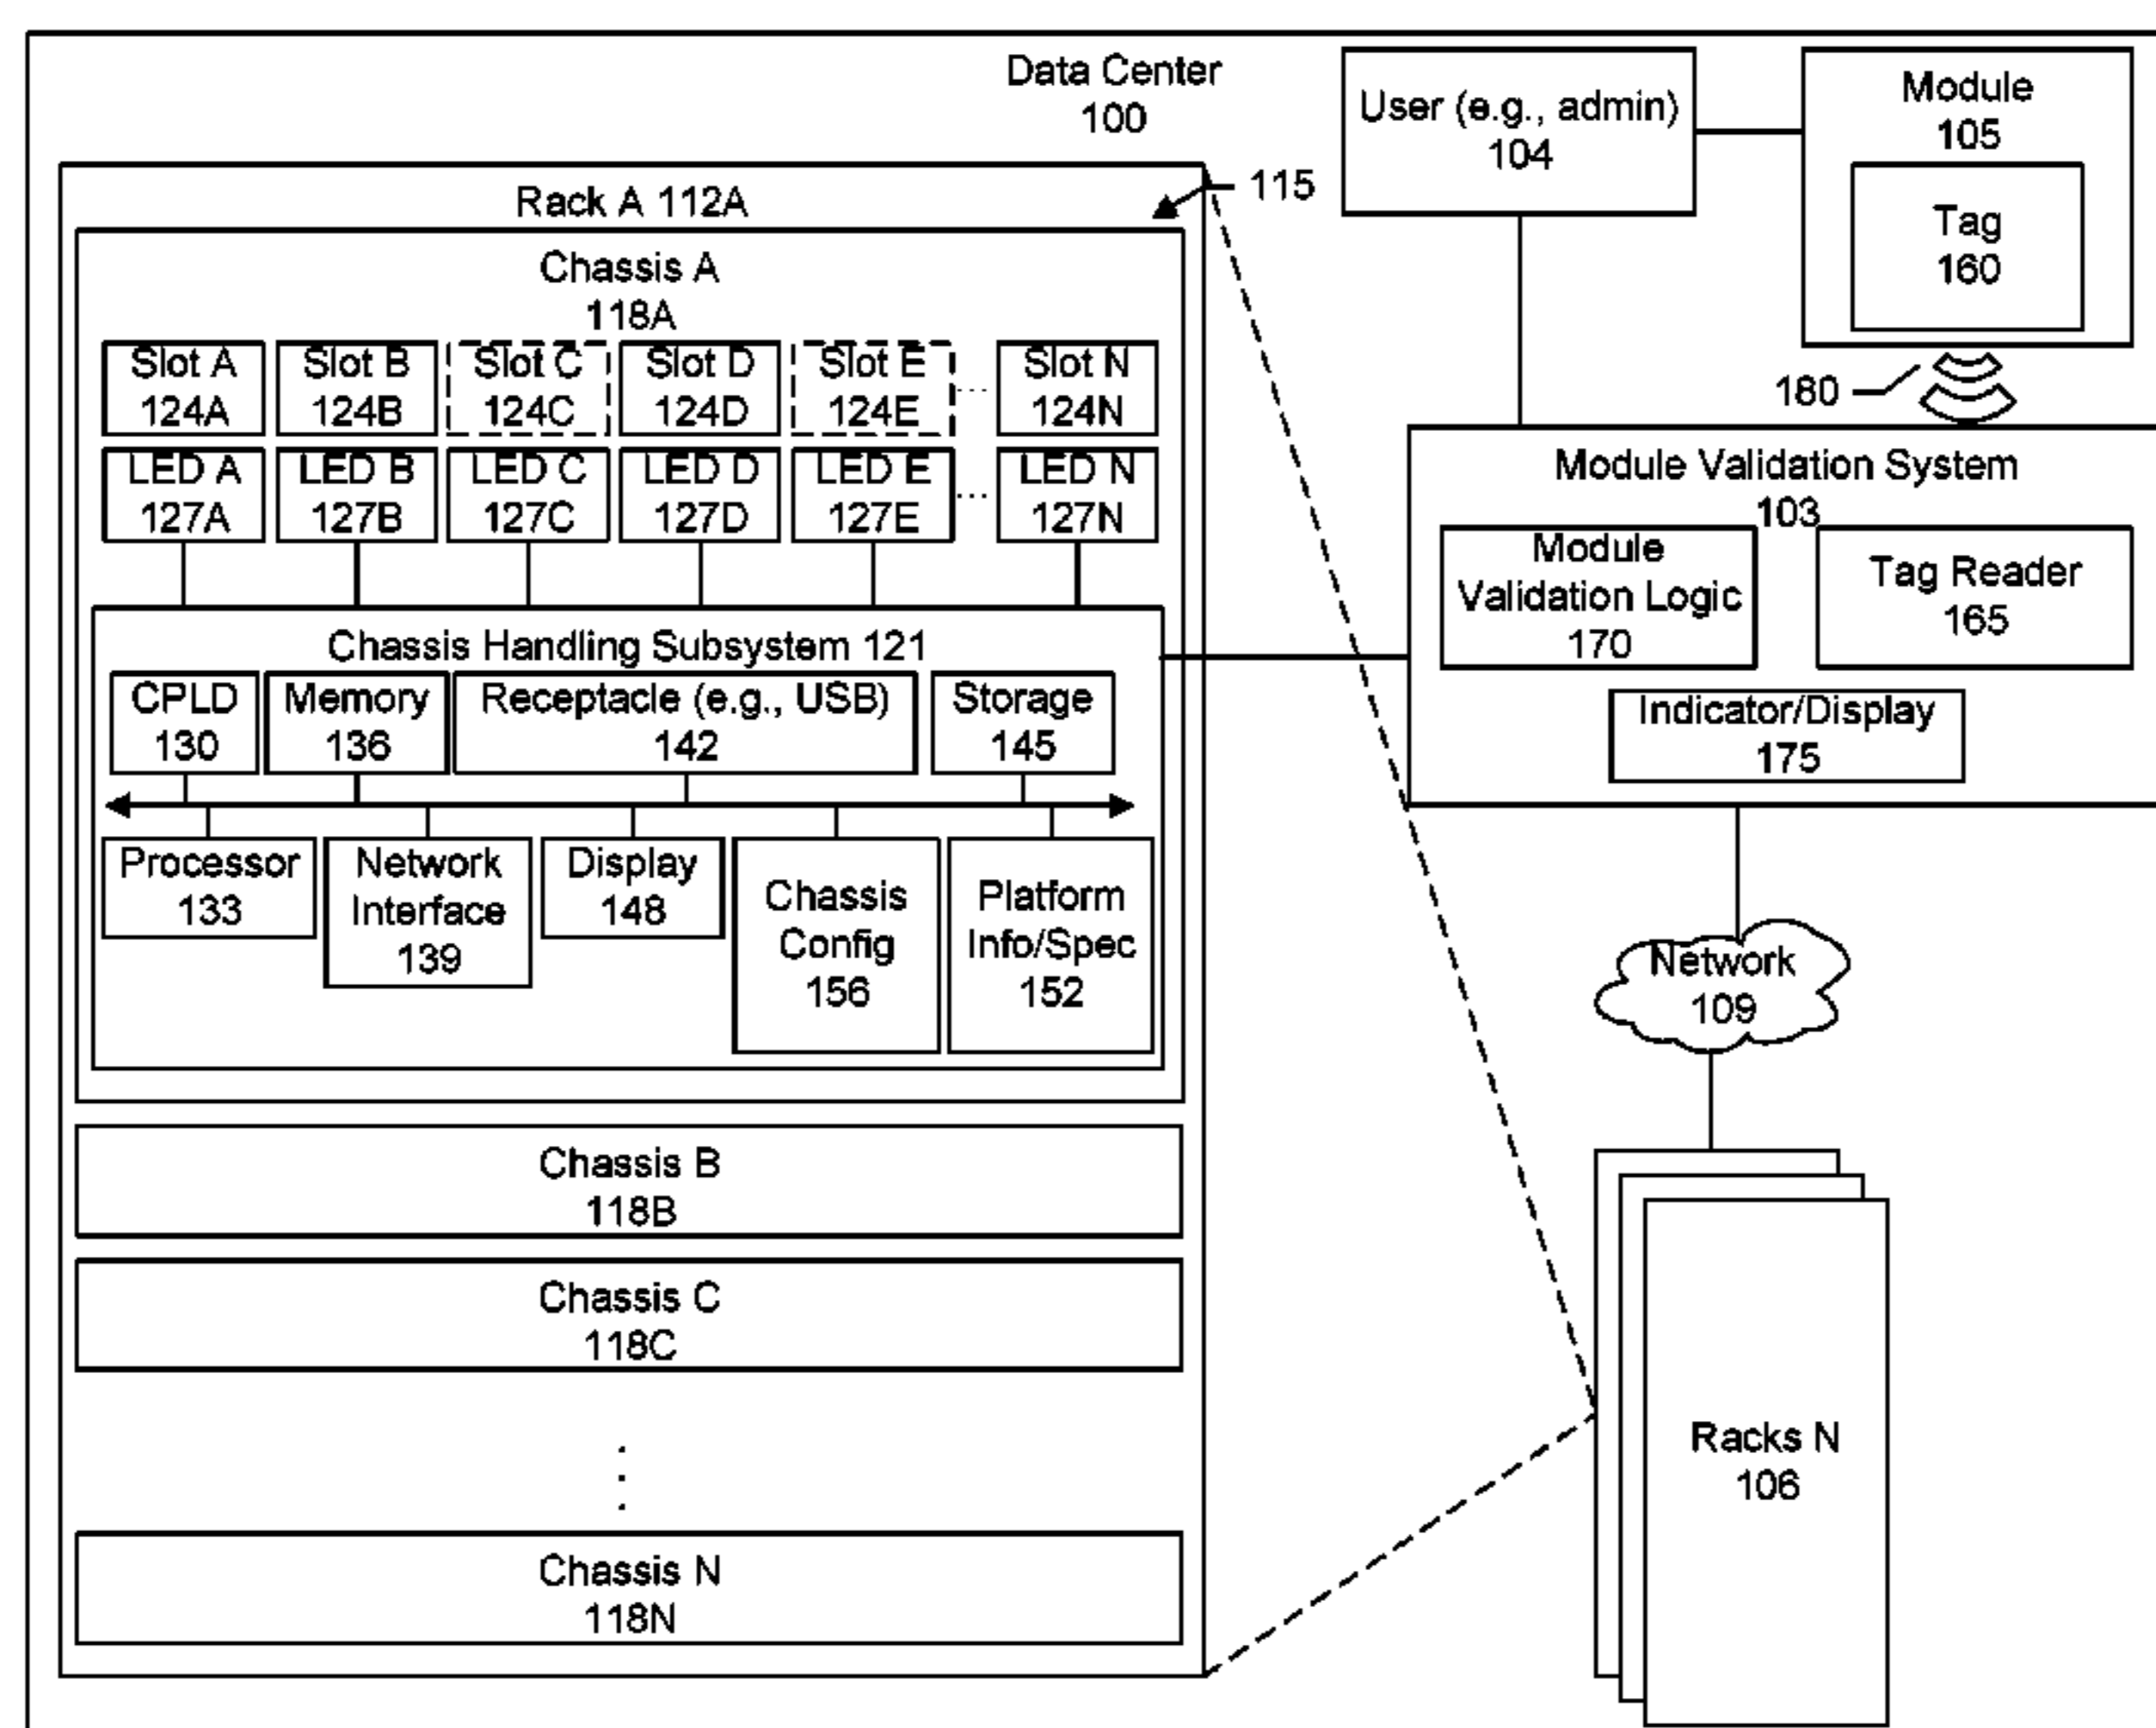 Data Center
100
User (e.g., admin)
104
Module
105
Tag
160
180
115
Rack A 112A
Chassis A
118A
Slot A
124A
Slot B
124B
Slot C
124C
Slot D
124D
Slot E
124E
...
Slot N
124N
LED A
127A
LED B
127B
LED C
127C
LED D
127D
LED E
127E
...
LED N
127N
Chassis Handling Subsystem 121
CPLD
130
Memory
136
Receptacle (e.g., USB)
142
Storage
145
Processor
133
Network
Interface
139
Display
148
Chassis
Config
156
Platform
Info/Spec
152
Chassis B
118B
Chassis C
118C
Chassis N
118N
Module Validation System
103
Module
Validation Logic
170
Tag Reader
165
Indicator/Display
175
Network
109
Racks N
106